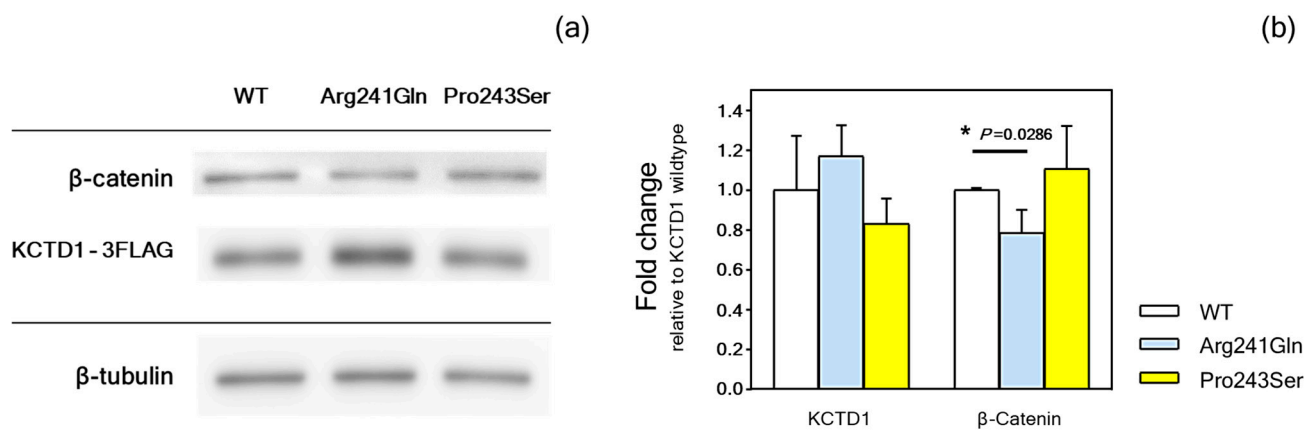 (a)
WT Arg241Gln Pro243Ser
β-catenin
KCTD1 - 3FLAG
β-tubulin
(b)
Fold change
relative to KCTD1 wildtype
1.4
1.2
1.0
0.8
0.6
0.4
0.2
0.0
* P=0.0286
KCTD1 β-Catenin
WT
Arg241Gln
Pro243Ser